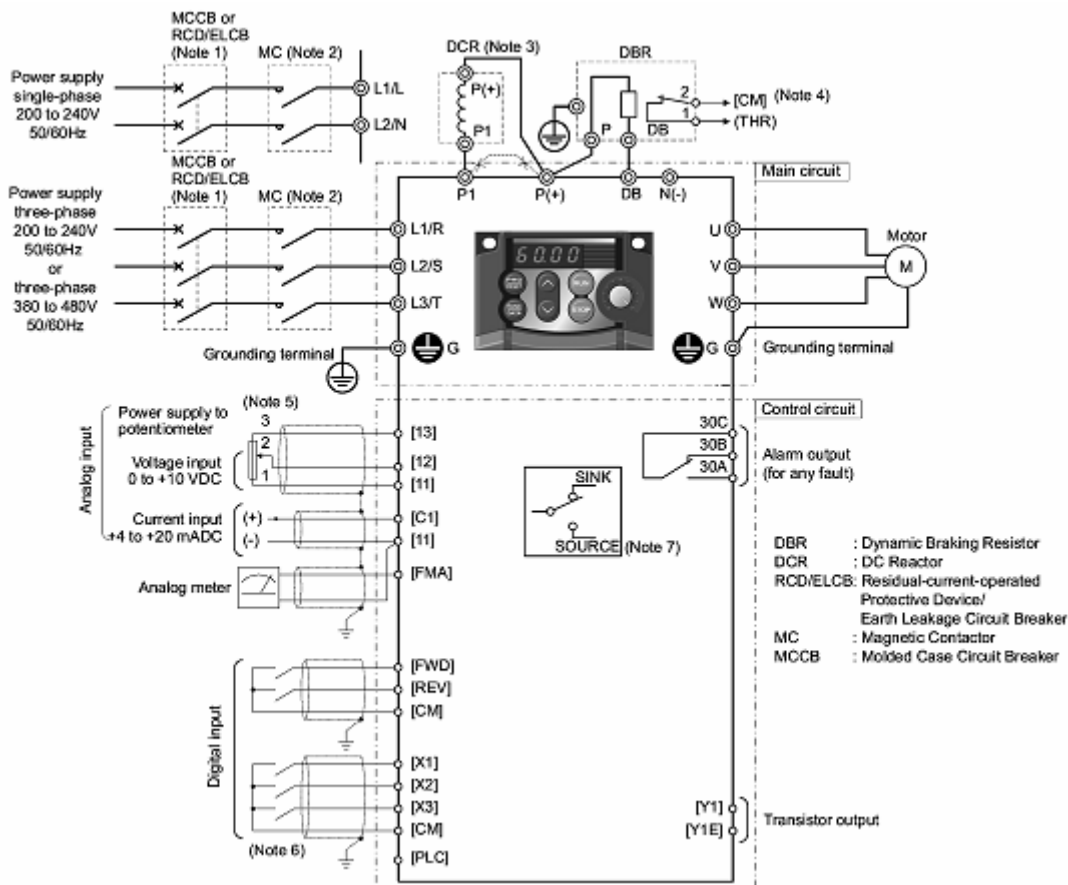 MCCB or
RCD/ELCB
(Note 1)
MC (Note 2)
Power supply
single-phase
200 to 240V
50/60Hz
L1/L
L2/N
DCR (Note 3)
P(+)
P1
DBR
P
DB
2
1
[CM] (Note 4)
(THR)
MCCB or
RCD/ELCB
(Note 1)
MC (Note 2)
Power supply
three-phase
200 to 240V
50/60Hz
or
three-phase
380 to 480V
50/60Hz
P1
P(+)
DB
N(-)
Main circuit
L1/R
L2/S
L3/T
60.00
RUN
STOP
U
V
W
Motor
M
Grounding terminal
G
G
Grounding terminal
Control circuit
Analog input
Power supply to
potentiometer
(Note 5)
3
2
1
Voltage input
0 to +10 VDC
Current input
+4 to +20 mADC
(+)
(-)
Analog meter
[13]
[12]
[11]
[C1]
[11]
[FMA]
SINK
SOURCE (Note 7)
30C
30B
30A
Alarm output
(for any fault)
DBR : Dynamic Braking Resistor
DCR : DC Reactor
RCD/ELCB: Residual-current-operated
Protective Device/
Earth Leakage Circuit Breaker
MC : Magnetic Contactor
MCCB : Molded Case Circuit Breaker
Digital input
[FWD]
[REV]
[CM]
[X1]
[X2]
[X3]
[CM]
(Note 6)
[PLC]
[Y1]
[Y1E]
Transistor output